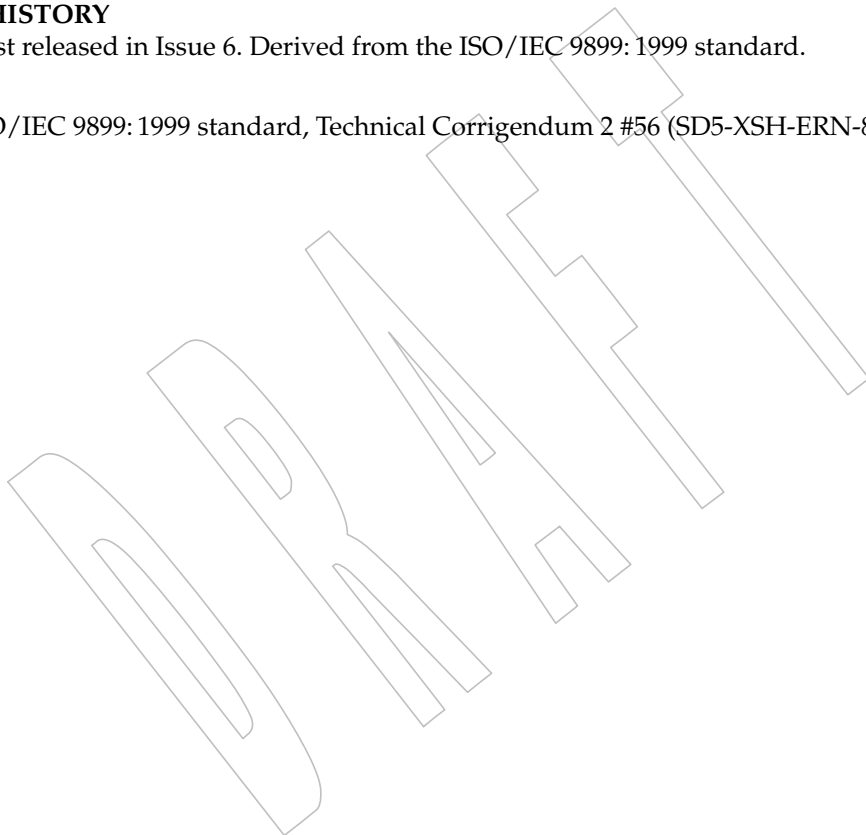 HISTORY
st released in Issue 6. Derived from the ISO/IEC 9899: 1999 standard.
O/IEC 9899: 1999 standard, Technical Corrigendum 2 #56 (SD5-XSH-ERN-8
DRAFT